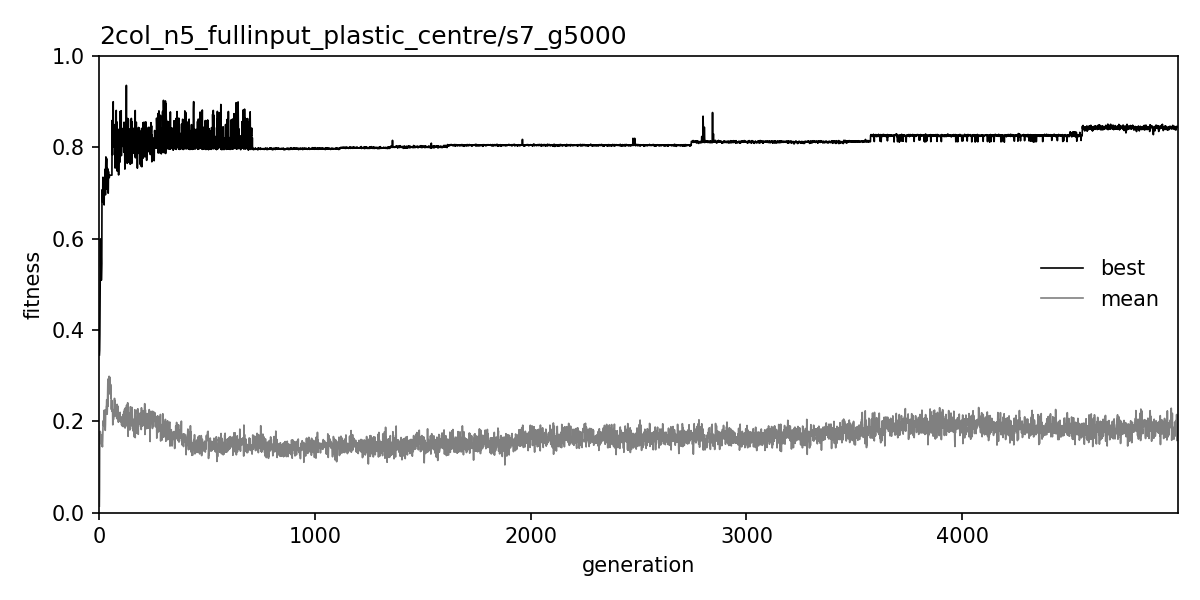 2col_n5_fullinput_plastic_centre/s7_g5000
1.0
0.8
0.6
0.4
0.2
0.0
fitness
best
mean
0 1000 2000 3000 4000
generation